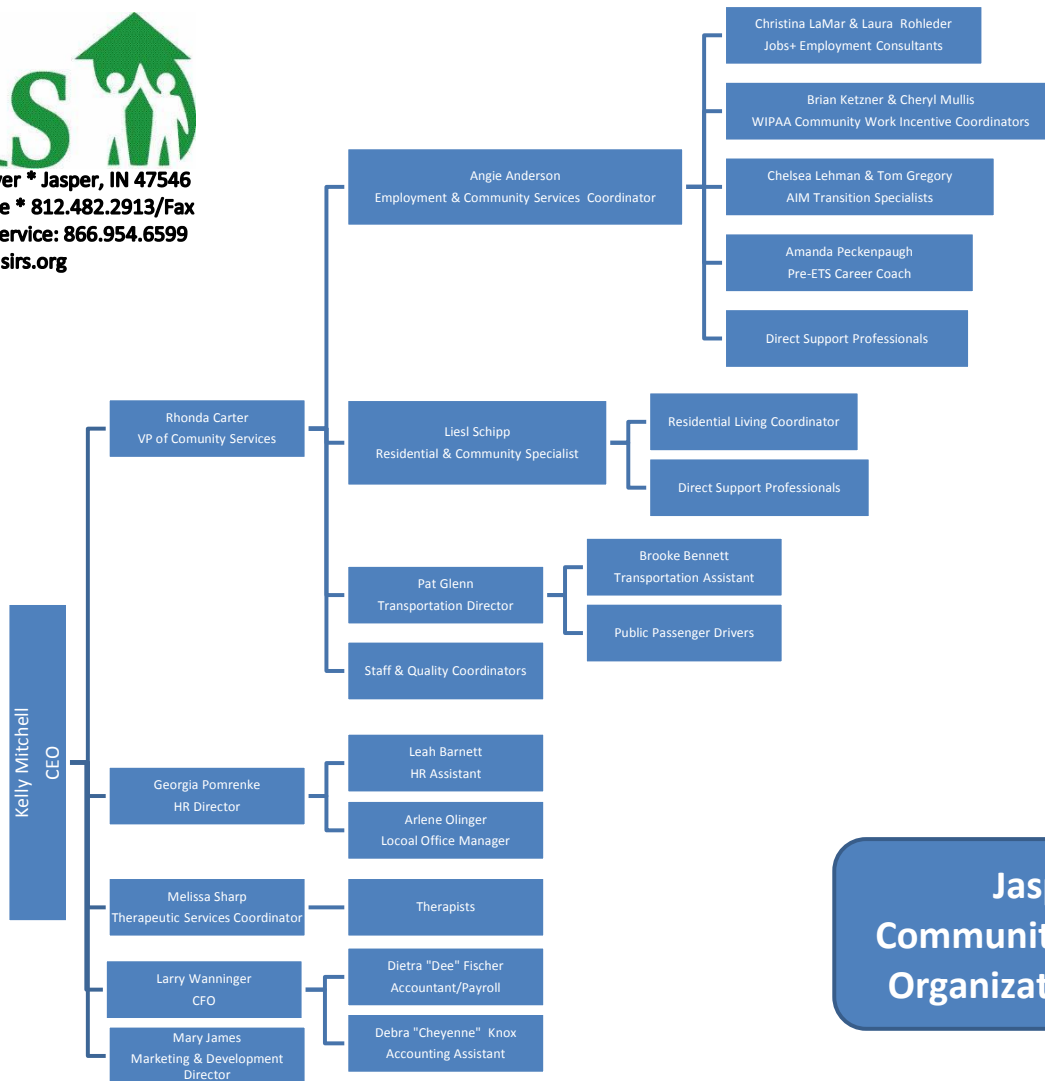 RS
ver * Jasper, IN 47546
e * 812.482.2913/Fax
ervice: 866.954.6599
sirs.org
Christina LaMar & Laura Rohleder
Jobs+ Employment Consultants
Brian Ketzner & Cheryl Mullis
WIPAA Community Work Incentive Coordinators
Angie Anderson
Employment & Community Services Coordinator
Chelsea Lehman & Tom Gregory
AIM Transition Specialists
Amanda Peckenpaugh
Pre-ETS Career Coach
Direct Support Professionals
Rhonda Carter
VP of Comunity Services
Liesl Schipp
Residential & Community Specialist
Residential Living Coordinator
Direct Support Professionals
Pat Glenn
Transportation Director
Brooke Bennett
Transportation Assistant
Public Passenger Drivers
Staff & Quality Coordinators
Kelly Mitchell
CEO
Georgia Pomrenke
HR Director
Leah Barnett
HR Assistant
Arlene Olinger
Locoal Office Manager
Melissa Sharp
Therapeutic Services Coordinator
Therapists
Larry Wanninger
CFO
Dietra "Dee" Fischer
Accountant/Payroll
Debra "Cheyenne" Knox
Accounting Assistant
Mary James
Marketing & Development
Director
Jasp
Communit
Organizat